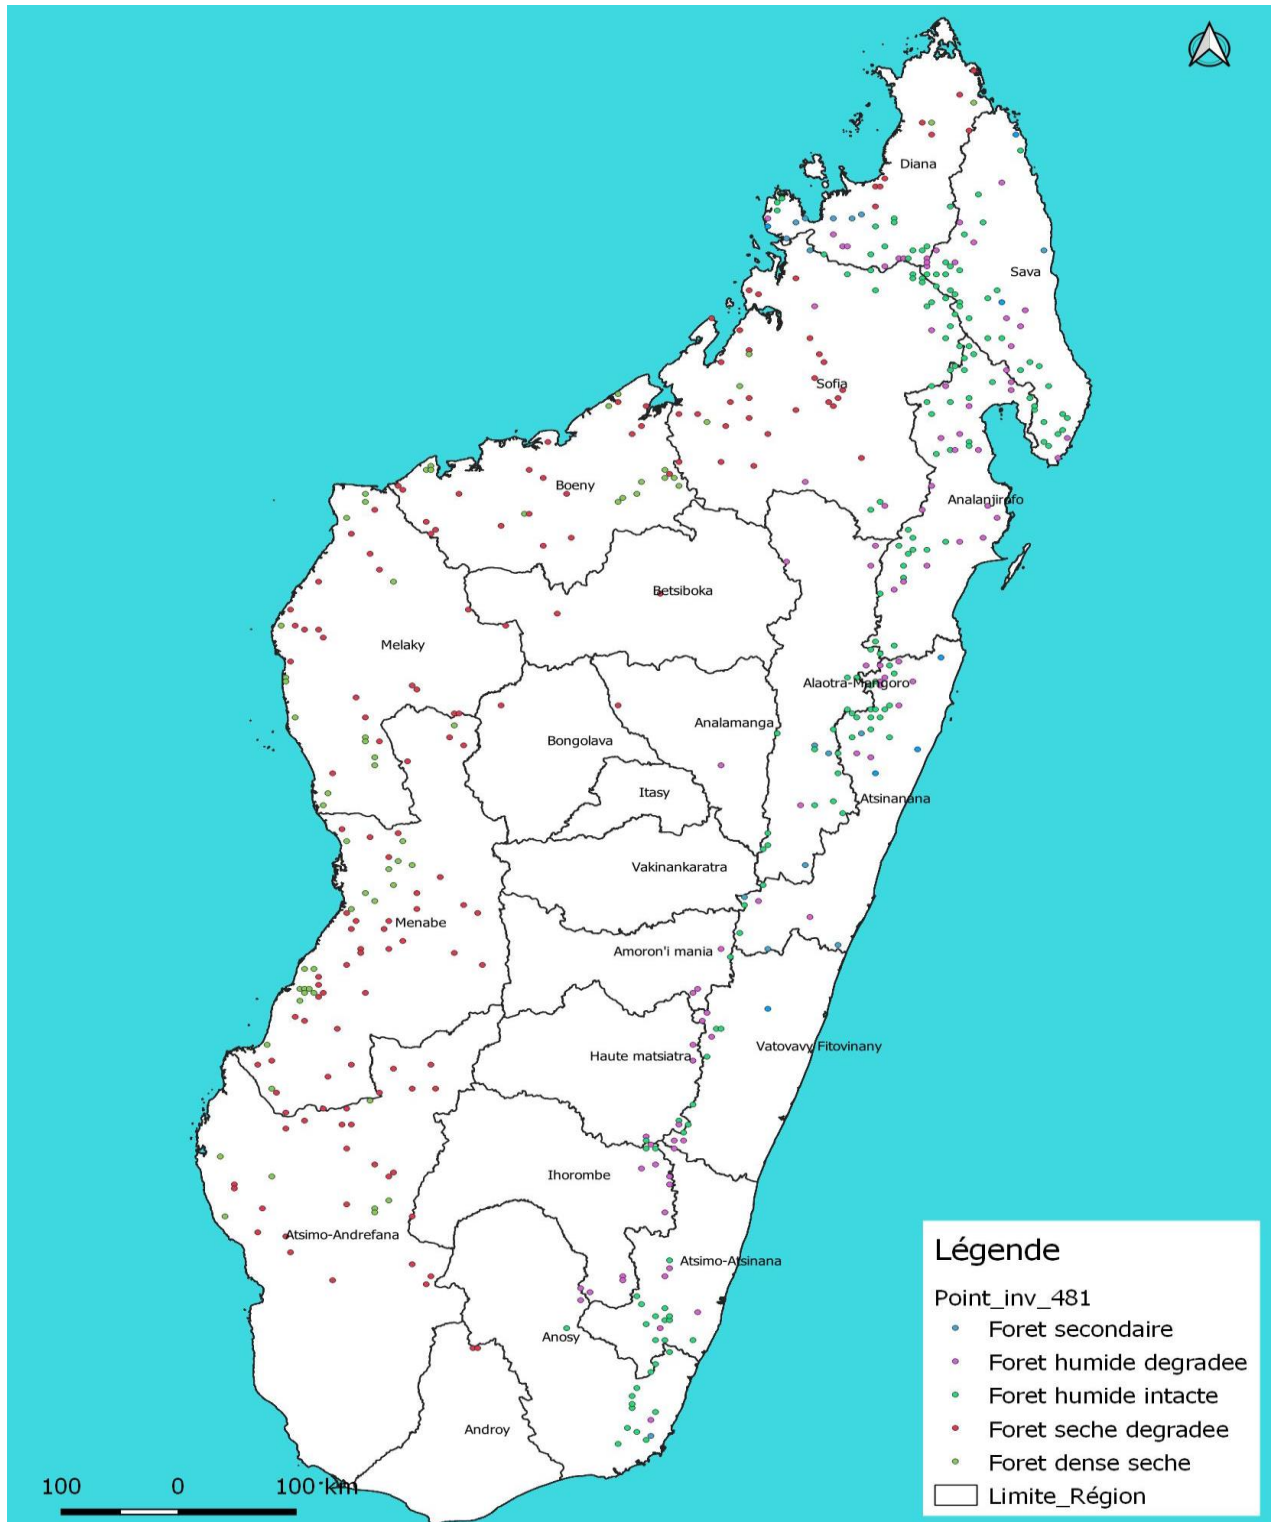 Diana
Sava
Sofia
Boeny
Analanjirofo
Betsiboka
Melaky
Alaotra-Mangoro
Analamanga
Bongolava
Itasy
Atsinanana
Vakinankaratra
Menabe
Amoron'i mania
Vatovavy Fitovinany
Haute matsiatra
Ihorombe
Atsimo-Andrefana
Atsimo-Atsinana
Anosy
Androy
100 0 100 km
Légende
Point_inv_481
Foret secondaire
Foret humide degradee
Foret humide intacte
Foret seche degradee
Foret dense seche
Limite_Région